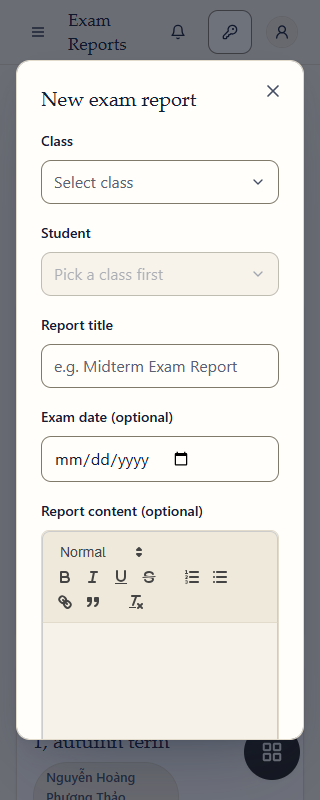 Exam
Reports
New exam report
Class
Select class
Student
Pick a class first
Report title
e.g. Midterm Exam Report
Exam date (optional)
mm/dd/yyyy
Report content (optional)
Normal
B I U S
1, autumn term
Nguyễn Hoàng
Phương Thảo